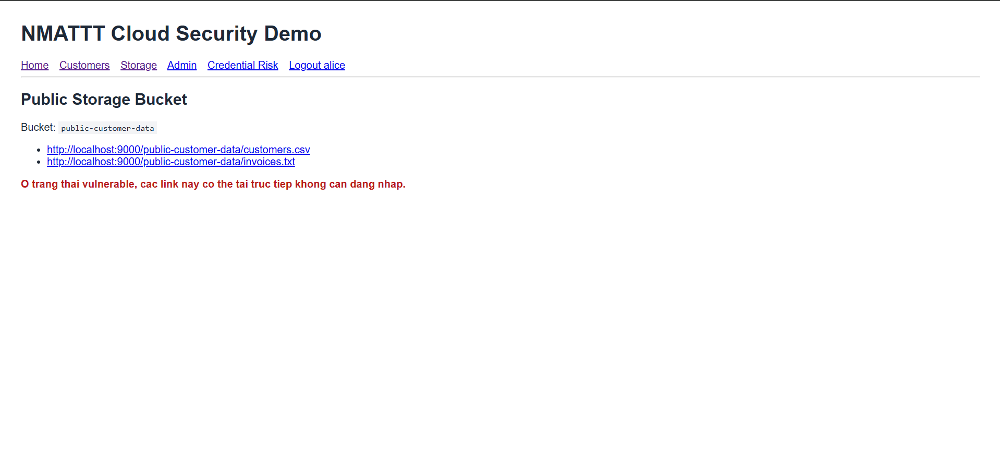 NMATTT Cloud Security Demo
Home Customers Storage Admin Credential Risk Logout alice
Public Storage Bucket
Bucket: public-customer-data
http://localhost:9000/public-customer-data/customers.csv
http://localhost:9000/public-customer-data/invoices.txt
O trang thai vulnerable, cac link nay co the tai truc tiep khong can dang nhap.